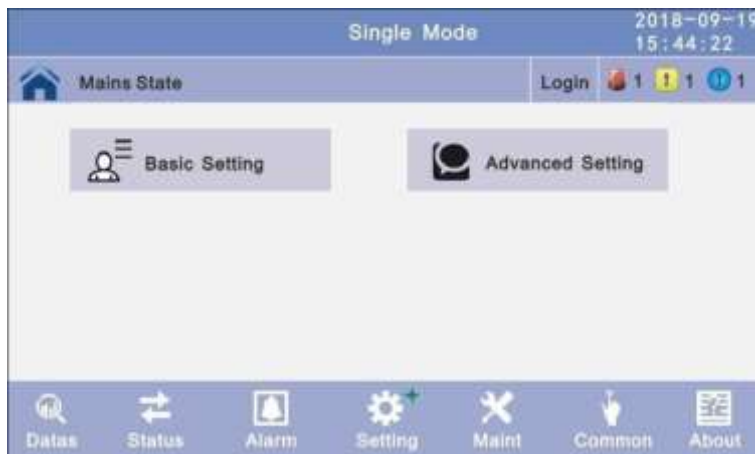 Single Mode
2018-09-19
15:44:22
Mains State
Login 1 1 1
Basic Setting
Advanced Setting
Datas Status Alarm Setting Maint Common About